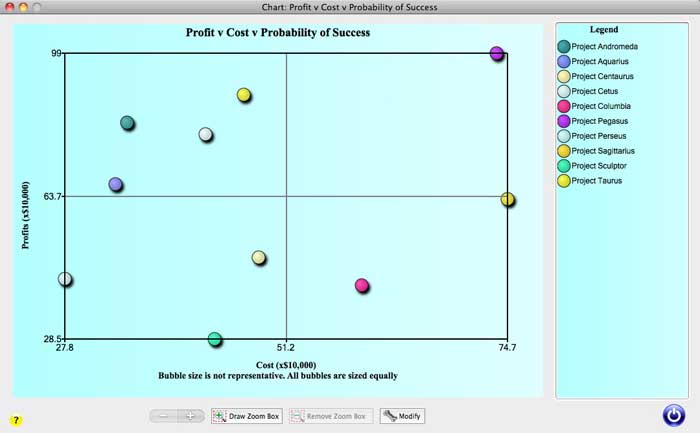 Chart: Profit v Cost v Probability of Success
Profit v Cost v Probability of Success
99
63.7
28.5
Profits (x$10,000)
27.8 51.2 74.7
Cost (x$10,000)
Bubble size is not representative. All bubbles are sized equally
Legend
Project Andromeda
Project Aquarius
Project Centaurus
Project Cetus
Project Columbia
Project Pegasus
Project Perseus
Project Sagittarius
Project Sculptor
Project Taurus
? − + Draw Zoom Box Remove Zoom Box Modify